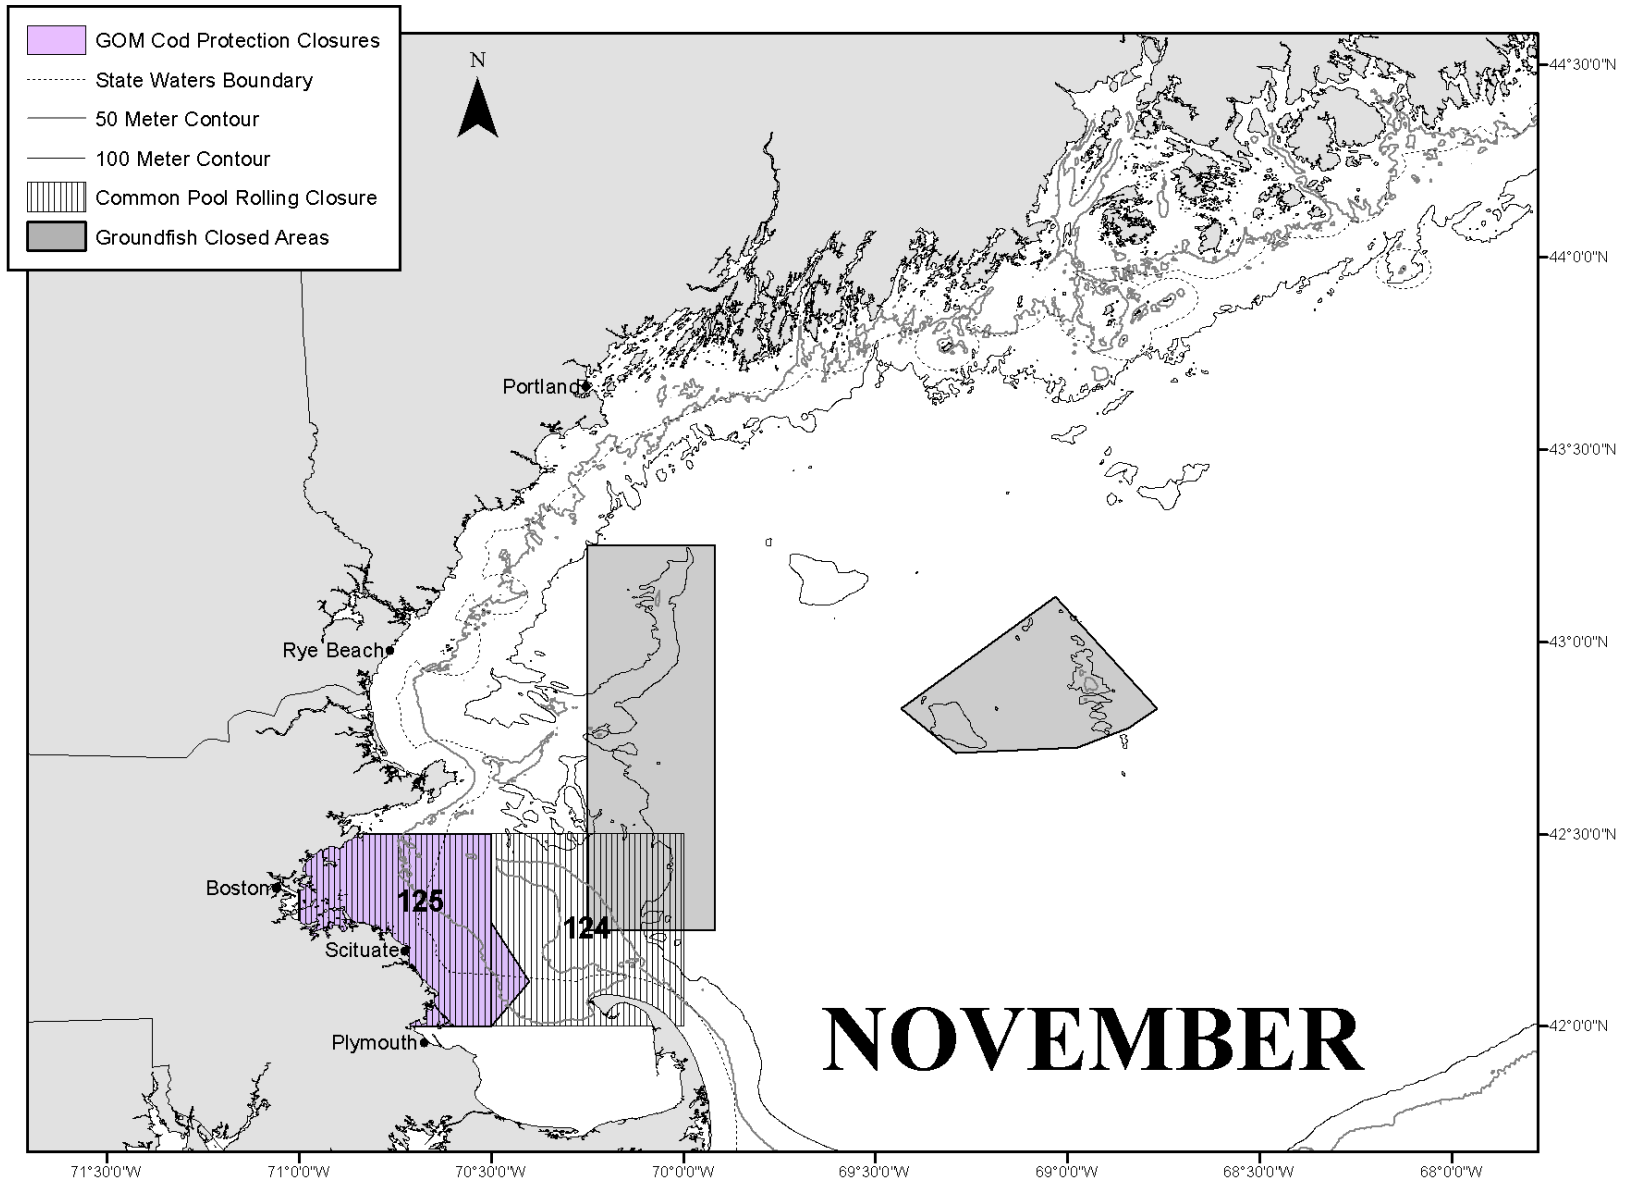 GOM Cod Protection Closures
State Waters Boundary
50 Meter Contour
100 Meter Contour
Common Pool Rolling Closure
Groundfish Closed Areas
N
44°30'0"N
44°0'0"N
Portland
43°30'0"N
43°0'0"N
Rye Beach
42°30'0"N
Boston
125
124
Scituate
42°0'0"N
NOVEMBER
Plymouth
71°30'0"W
71°0'0"W
70°30'0"W
70°0'0"W
69°30'0"W
69°0'0"W
68°30'0"W
68°0'0"W